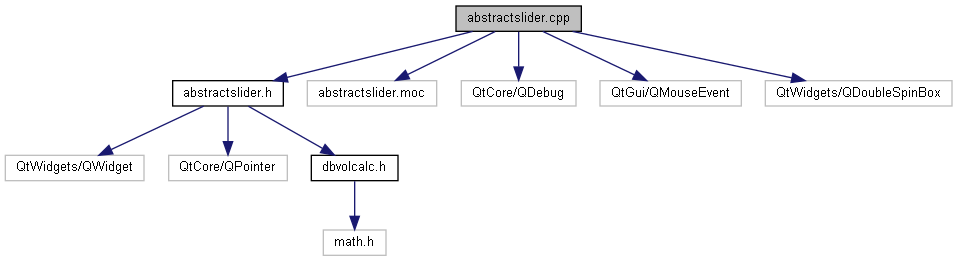 abstractslider.cpp
abstractslider.h
abstractslider.moc
QtCore/QDebug
QtGui/QMouseEvent
QtWidgets/QDoubleSpinBox
QtWidgets/QWidget
QtCore/QPointer
dbvolcalc.h
math.h